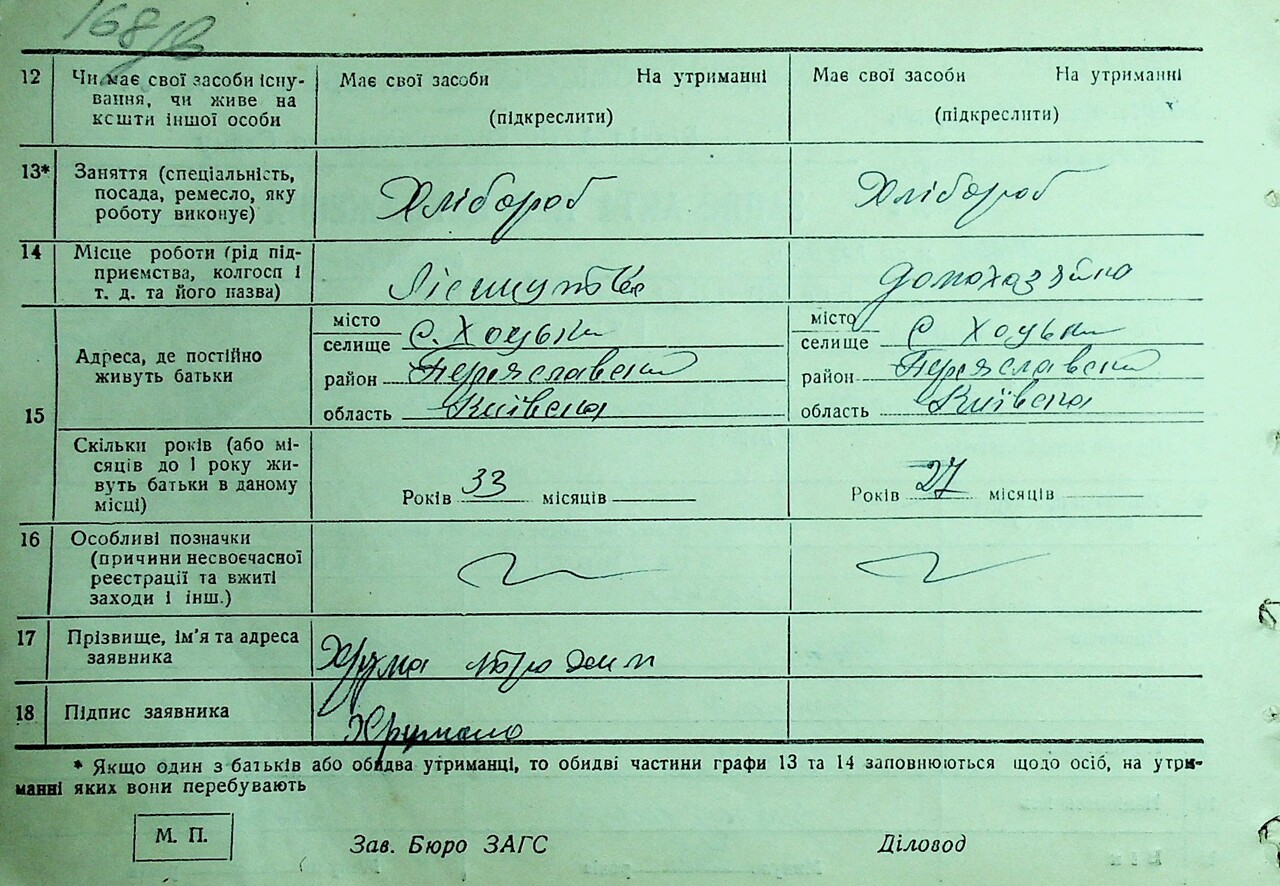 168
12 Чи має свої засоби існу- Має свої засоби На утриманні Має свої засоби На утриманні
вання, чи живе на
кошти іншої особи (підкреслити) (підкреслити)
13* Заняття (спеціальність,
посада, ремесло, яку Хлібороб Хлібороб
роботу виконує)
14 Місце роботи (рід під-
приємства, колгосп і домохазяйка
т. д. та його назва)
місто місто
селище с. Хоцьки селище с Хоцьки
15 Адреса, де постійно
живуть батьки район Переяславский район Переяславский
область Київска область Київска
Скільки років (або мі-
сяців до 1 року жи-
вуть батьки в даному Років 33 місяців Років 27 місяців
місці)
16 Особливі позначки
(причини несвоєчасної
реєстрації та вжиті
заходи і інш.)
17 Прізвище, ім'я та адреса
заявника
18 Підпис заявника
* Якщо один з батьків або обидва утриманці, то обидві частини графи 13 та 14 заповнюються щодо осіб, на утри-
манні яких вони перебувають
М. П. Зав. Бюро ЗАГС Діловод